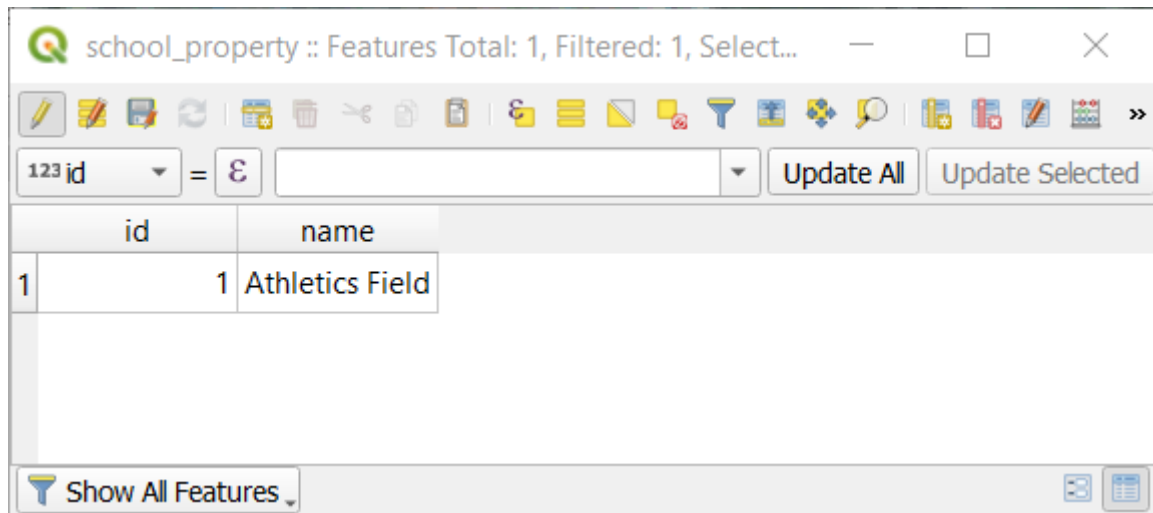 school_property :: Features Total: 1, Filtered: 1, Select...
123 id = ε Update All Update Selected
id name
1 1 Athletics Field
Show All Features